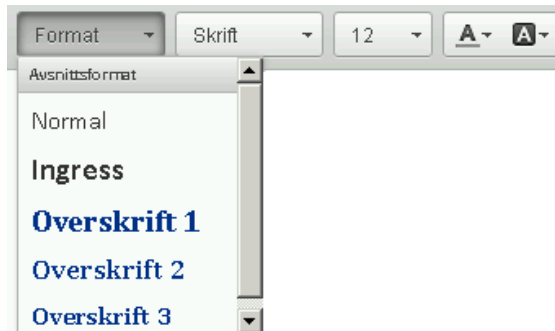 Format Skrift 12 A A
Avsnittsformat
Normal
Ingress
Overskrift 1
Overskrift 2
Overskrift 3